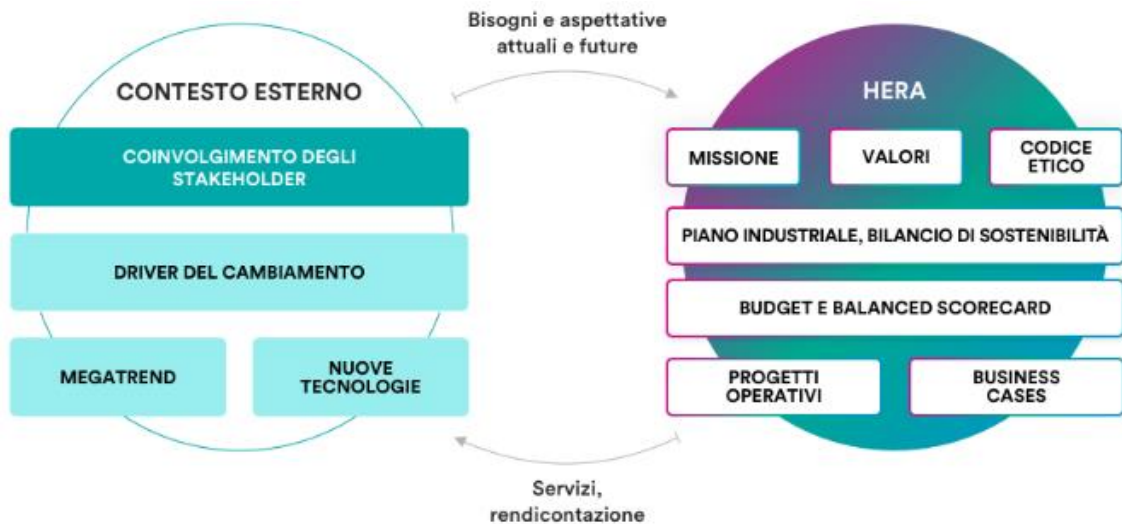 Bisogni e aspettative
attuali e future
CONTESTO ESTERNO
COINVOLGIMENTO DEGLI
STAKEHOLDER
DRIVER DEL CAMBIAMENTO
MEGATREND
NUOVE
TECNOLOGIE
HERA
MISSIONE
VALORI
CODICE
ETICO
PIANO INDUSTRIALE, BILANCIO DI SOSTENIBILITÀ
BUDGET E BALANCED SCORECARD
PROGETTI
OPERATIVI
BUSINESS
CASES
Servizi,
rendicontazione